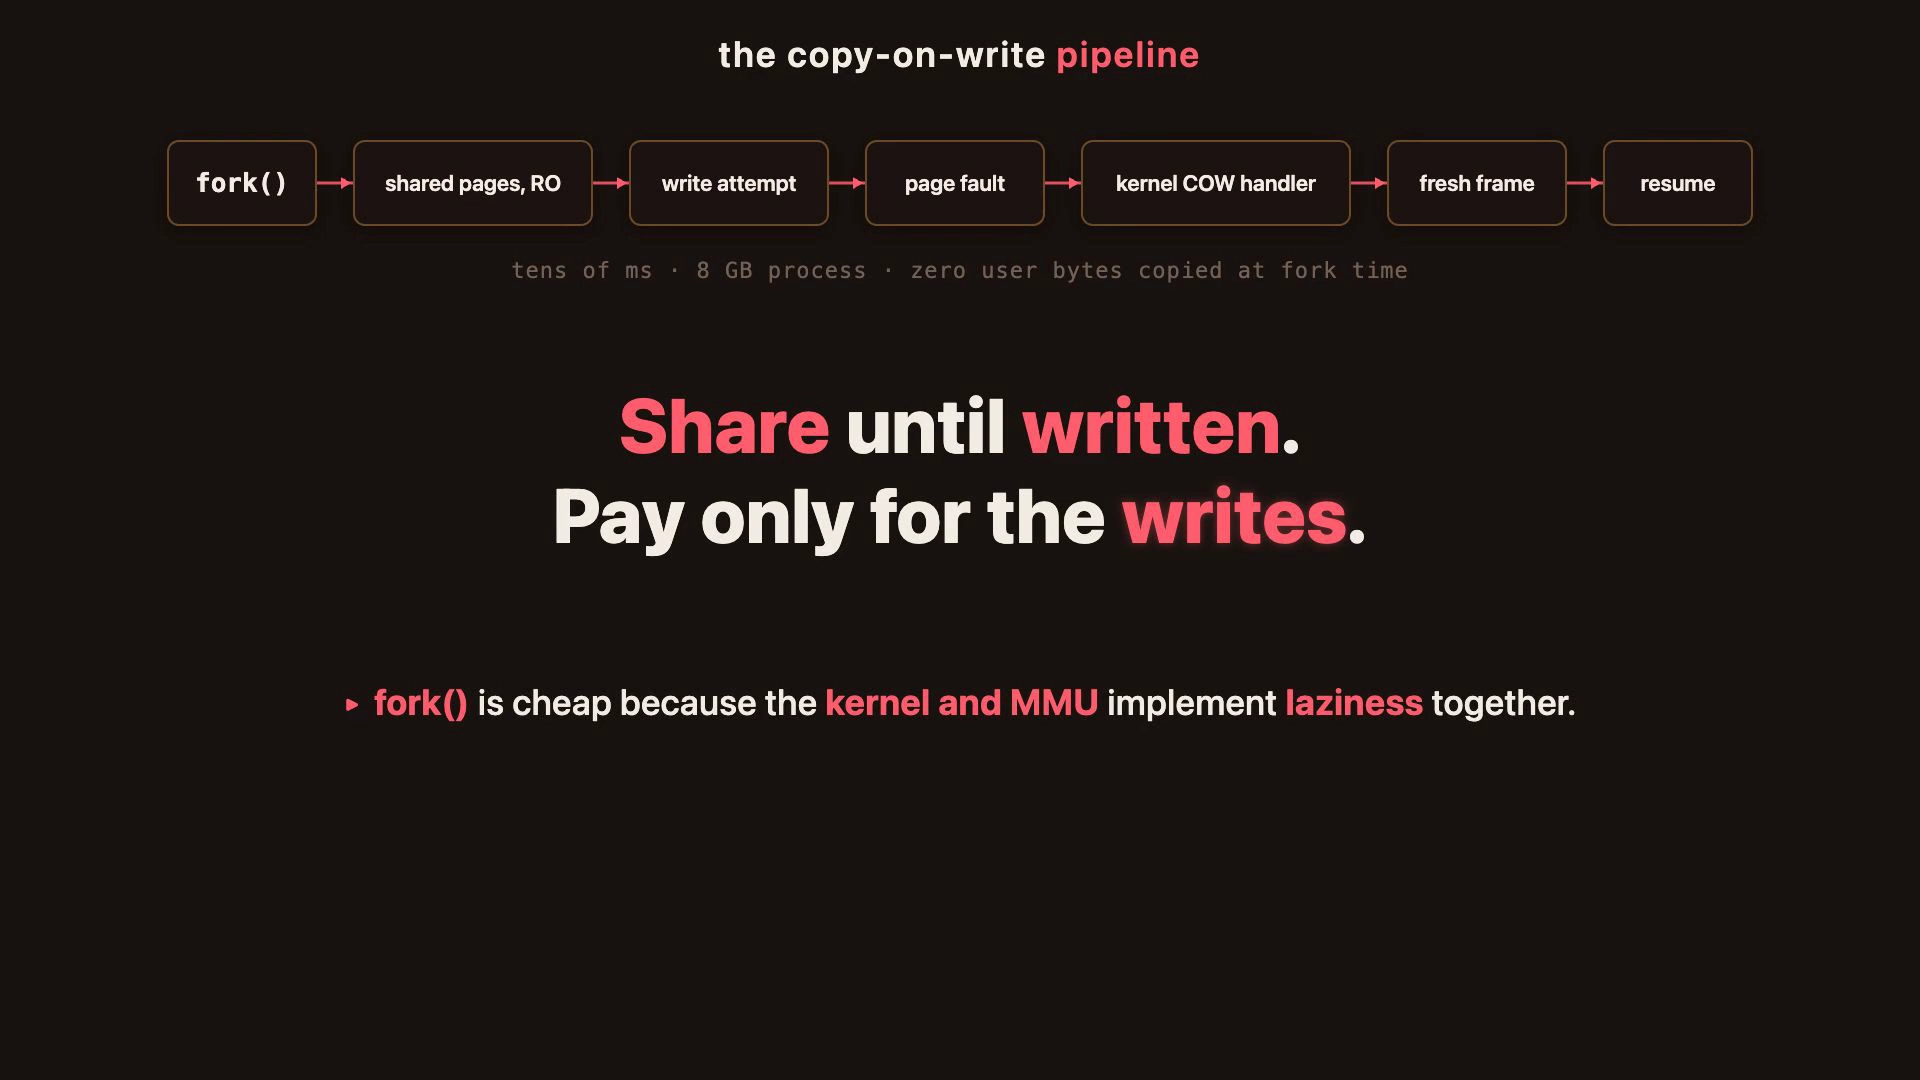 the copy-on-write pipeline
fork() shared pages, RO write attempt page fault kernel COW handler fresh frame resume
tens of ms · 8 GB process · zero user bytes copied at fork time
Share until written.
Pay only for the writes.
▸ fork() is cheap because the kernel and MMU implement laziness together.